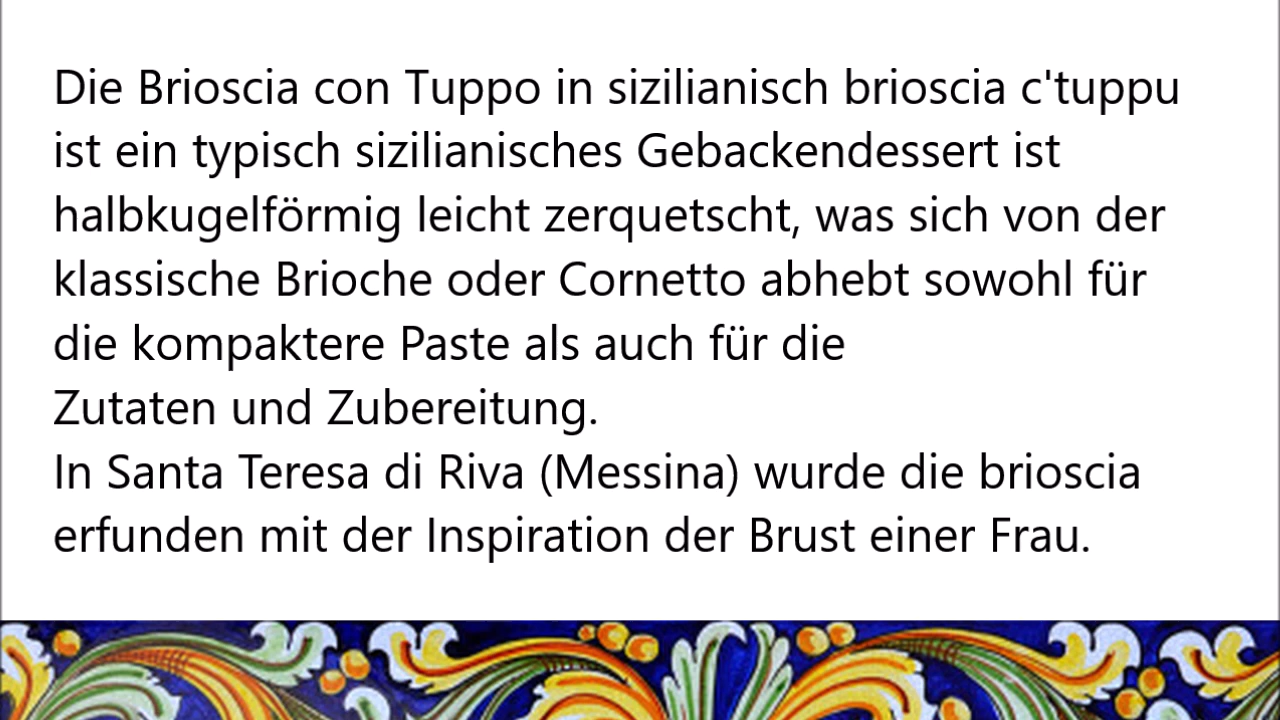 Die Brioscia con Tuppo in sizilianisch brioscia c'tuppu
ist ein typisch sizilianisches Gebackendessert ist
halbkugelförmig leicht zerquetscht, was sich von der
klassische Brioche oder Cornetto abhebt sowohl für
die kompaktere Paste als auch für die
Zutaten und Zubereitung.
In Santa Teresa di Riva (Messina) wurde die brioscia
erfunden mit der Inspiration der Brust einer Frau.